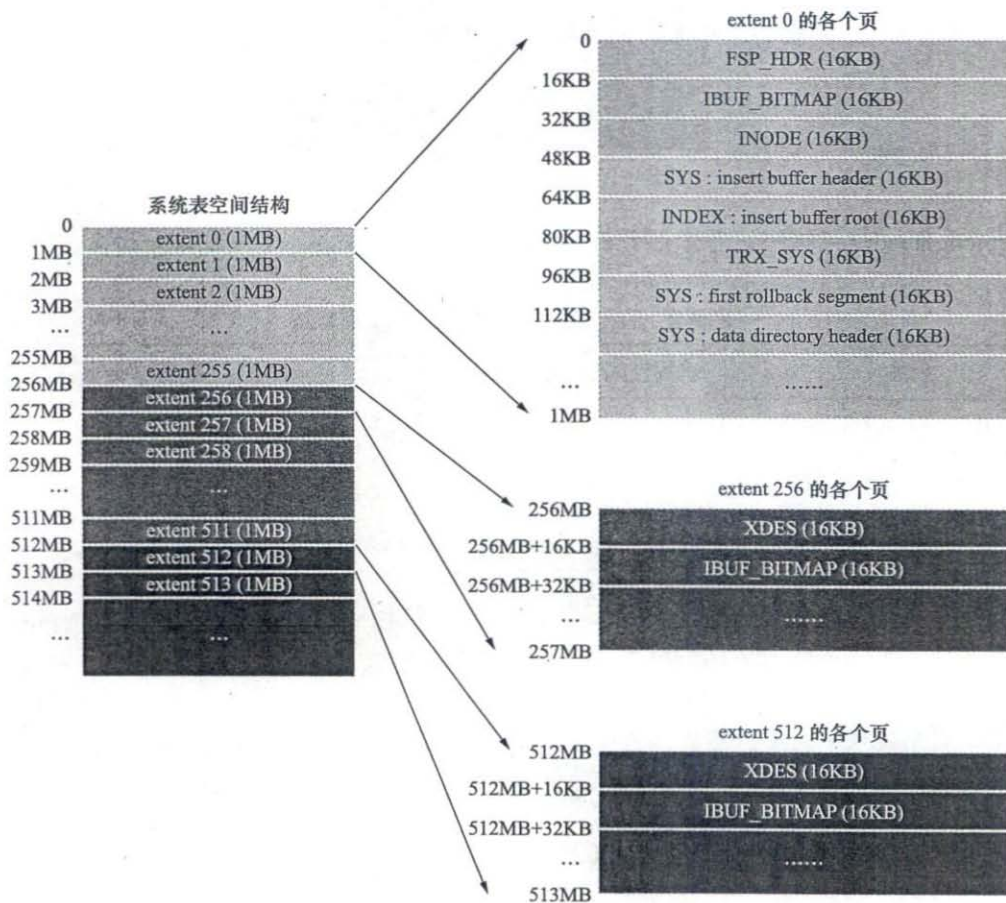 系统表空间结构
0
extent 0 (1MB)
1MB
extent 1 (1MB)
2MB
extent 2 (1MB)
3MB
...
...
255MB
extent 255 (1MB)
256MB
extent 256 (1MB)
257MB
extent 257 (1MB)
258MB
extent 258 (1MB)
259MB
...
...
511MB
extent 511 (1MB)
512MB
extent 512 (1MB)
513MB
extent 513 (1MB)
514MB
...
...
extent 0 的各个页
0
FSP_HDR (16KB)
16KB
IBUF_BITMAP (16KB)
32KB
INODE (16KB)
48KB
SYS : insert buffer header (16KB)
64KB
INDEX : insert buffer root (16KB)
80KB
TRX_SYS (16KB)
96KB
SYS : first rollback segment (16KB)
112KB
SYS : data directory header (16KB)
...
......
1MB
extent 256 的各个页
256MB
XDES (16KB)
256MB+16KB
IBUF_BITMAP (16KB)
256MB+32KB
...
......
257MB
extent 512 的各个页
512MB
XDES (16KB)
512MB+16KB
IBUF_BITMAP (16KB)
512MB+32KB
...
......
513MB